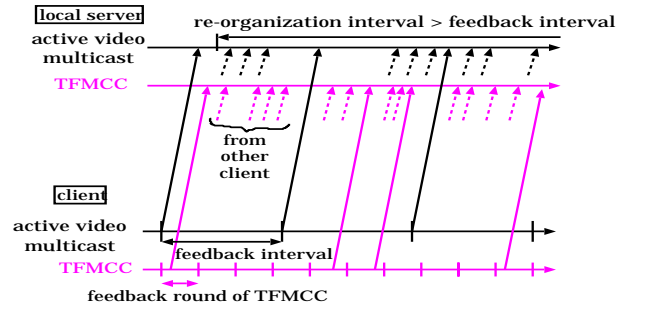 local server
re-organization interval > feedback interval
active video
multicast
TFMCC
from
other
client
client
active video
multicast
feedback interval
TFMCC
feedback round of TFMCC